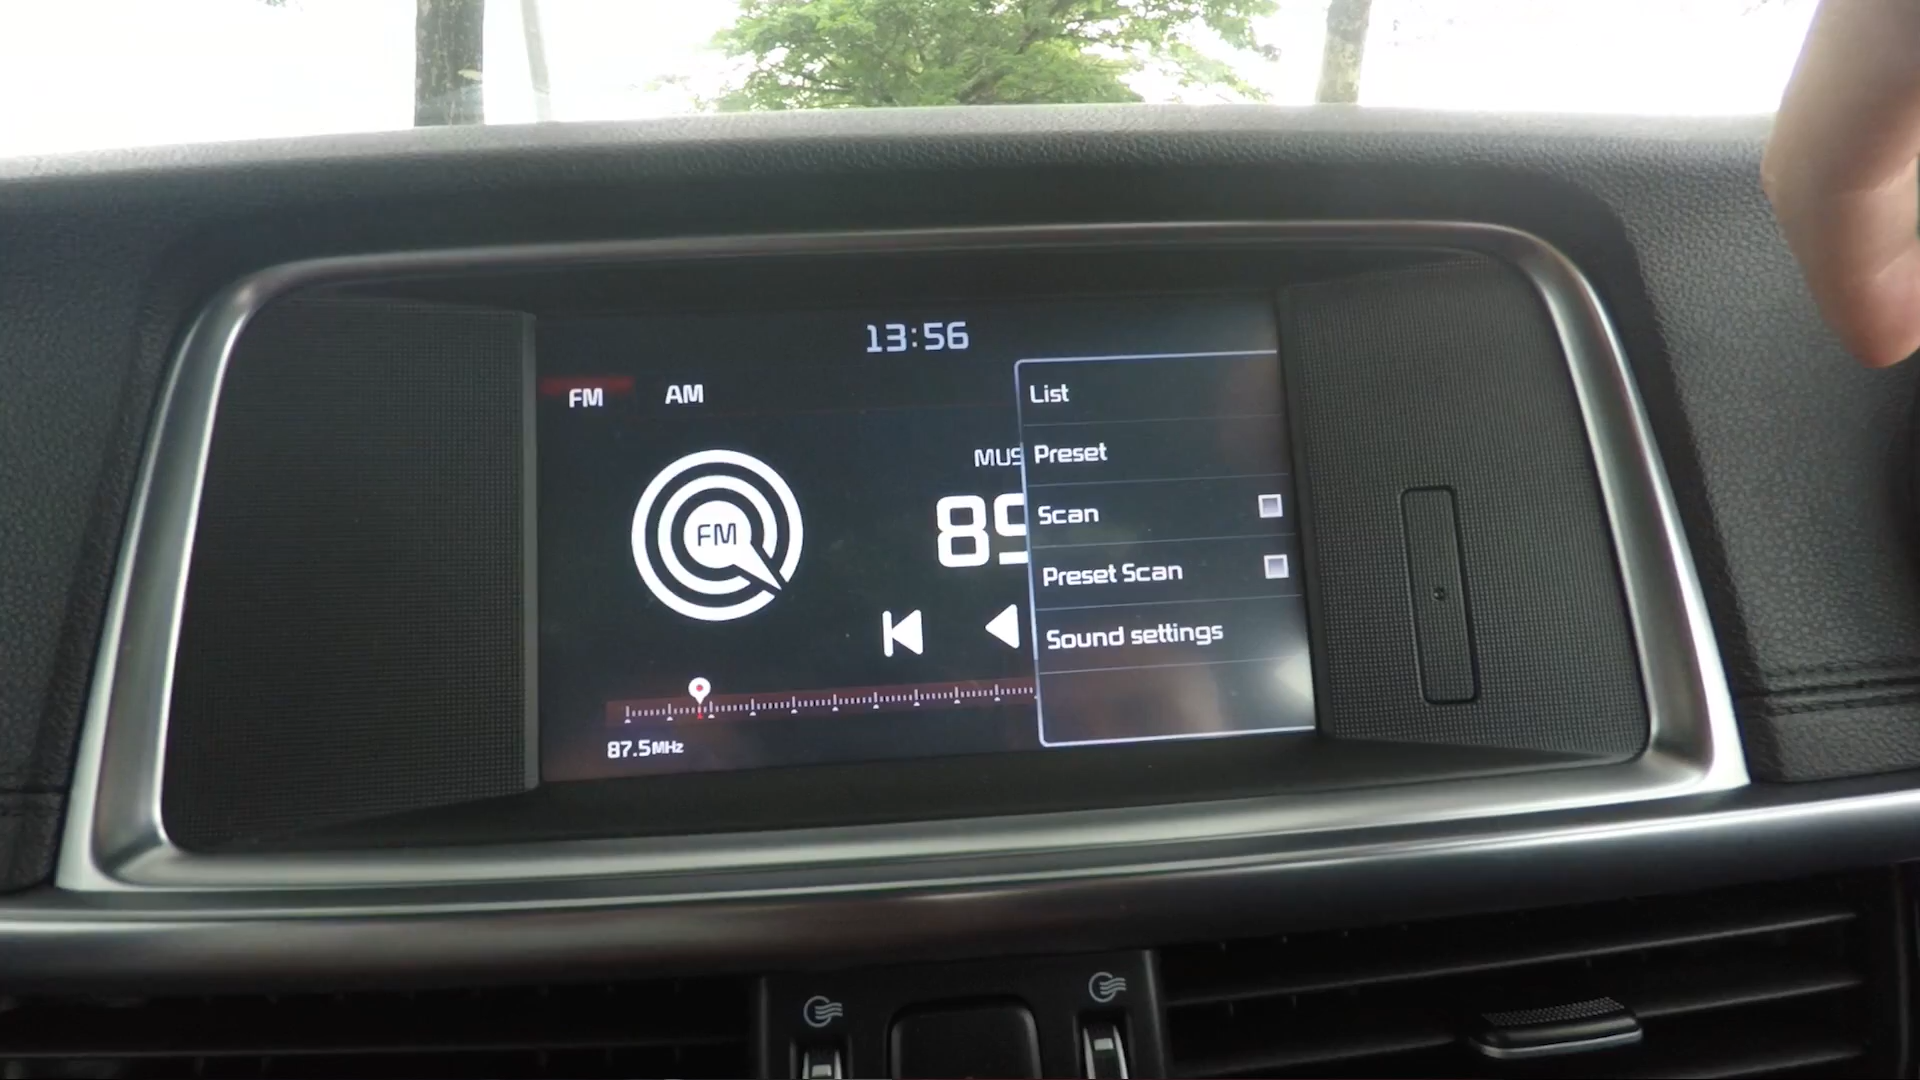 13:56
FM AM
List
MUS
Preset
FM
89
Scan
Preset Scan
Sound settings
87.5MHz